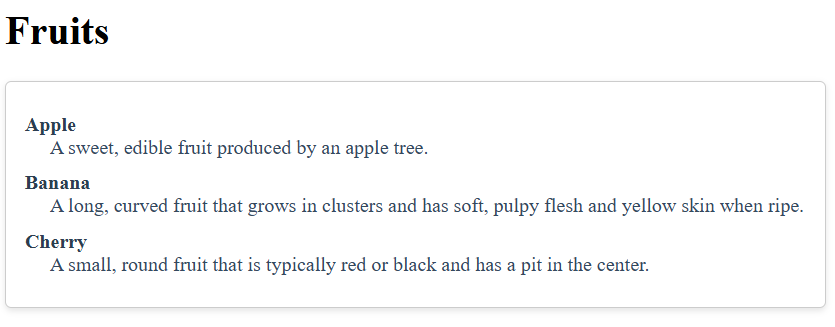 Fruits
Apple
A sweet, edible fruit produced by an apple tree.
Banana
A long, curved fruit that grows in clusters and has soft, pulpy flesh and yellow skin when ripe.
Cherry
A small, round fruit that is typically red or black and has a pit in the center.